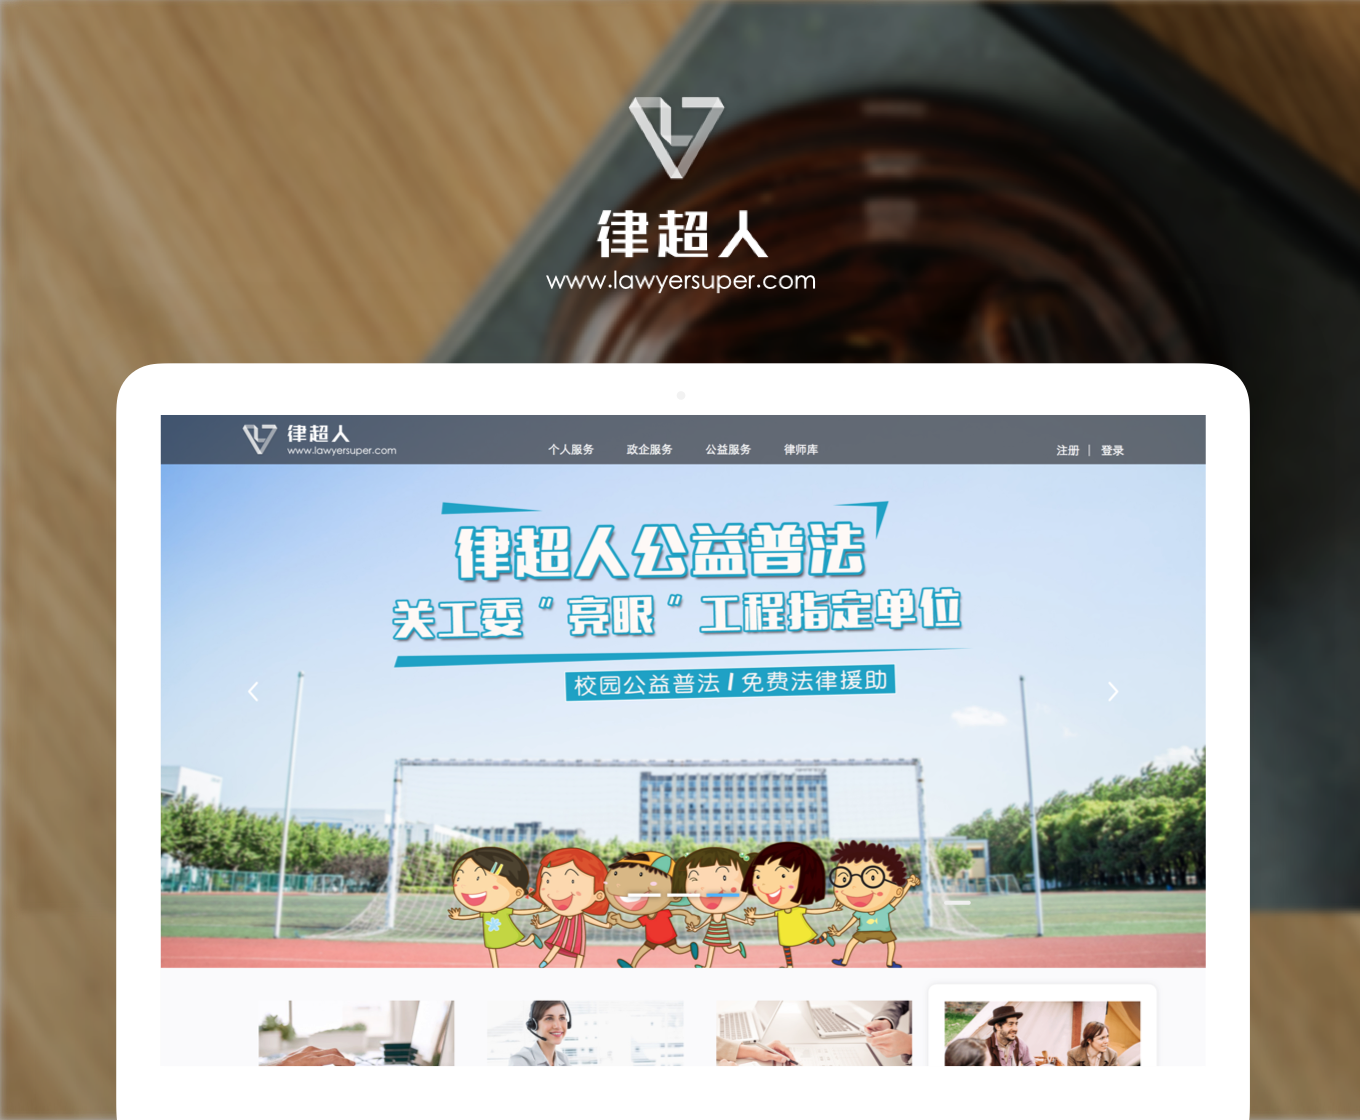 律超人
www.lawyersuper.com
律超人
www.lawyersuper.com
个人服务 政企服务 公益服务 律师库 注册 | 登录
律超人公益普法
关工委"亮眼"工程指定单位
校园公益普法 / 免费法律援助